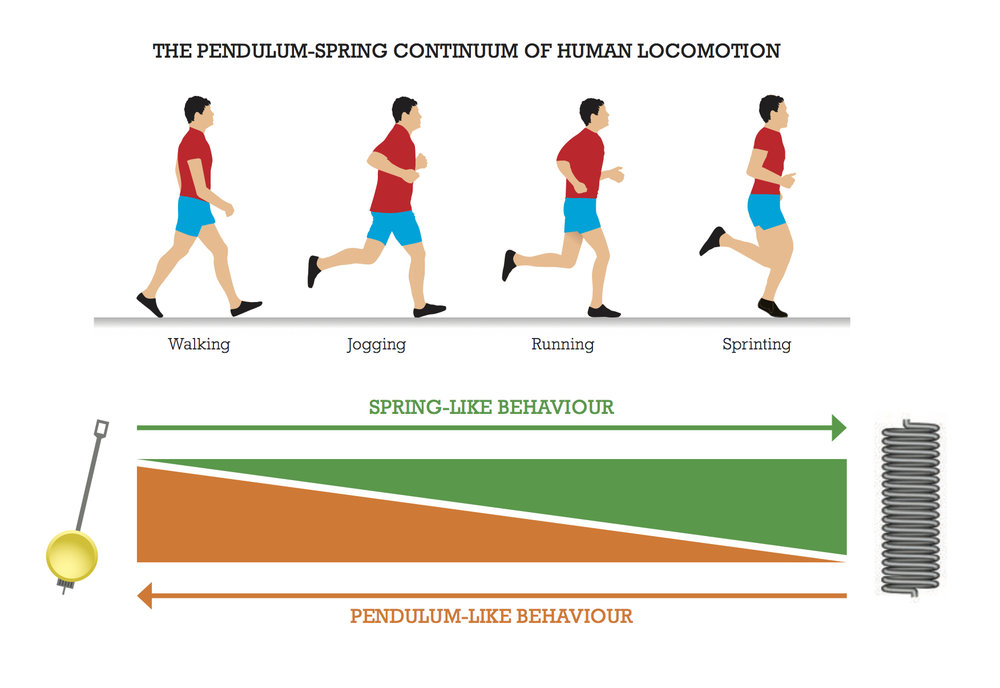 THE PENDULUM-SPRING CONTINUUM OF HUMAN LOCOMOTION
Walking
Jogging
Running
Sprinting
SPRING-LIKE BEHAVIOUR
PENDULUM-LIKE BEHAVIOUR